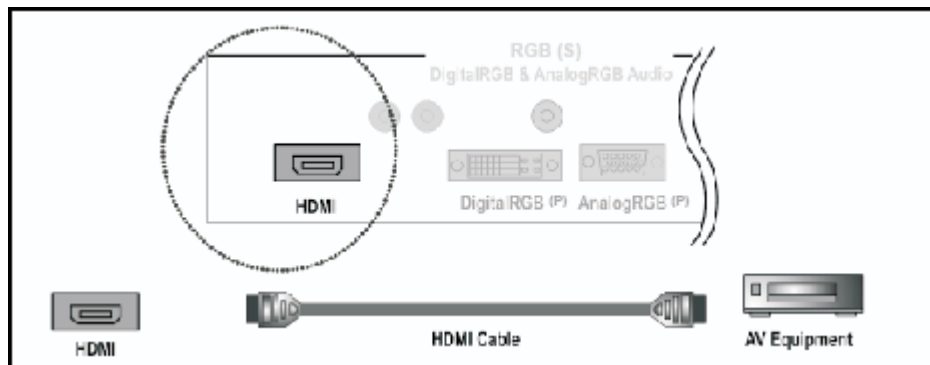 RGB (S)
DigitalRGB & AnalogRGB Audio
HDMI
DigitalRGB (P) AnalogRGB (P)
HDMI
HDMI Cable
AV Equipment